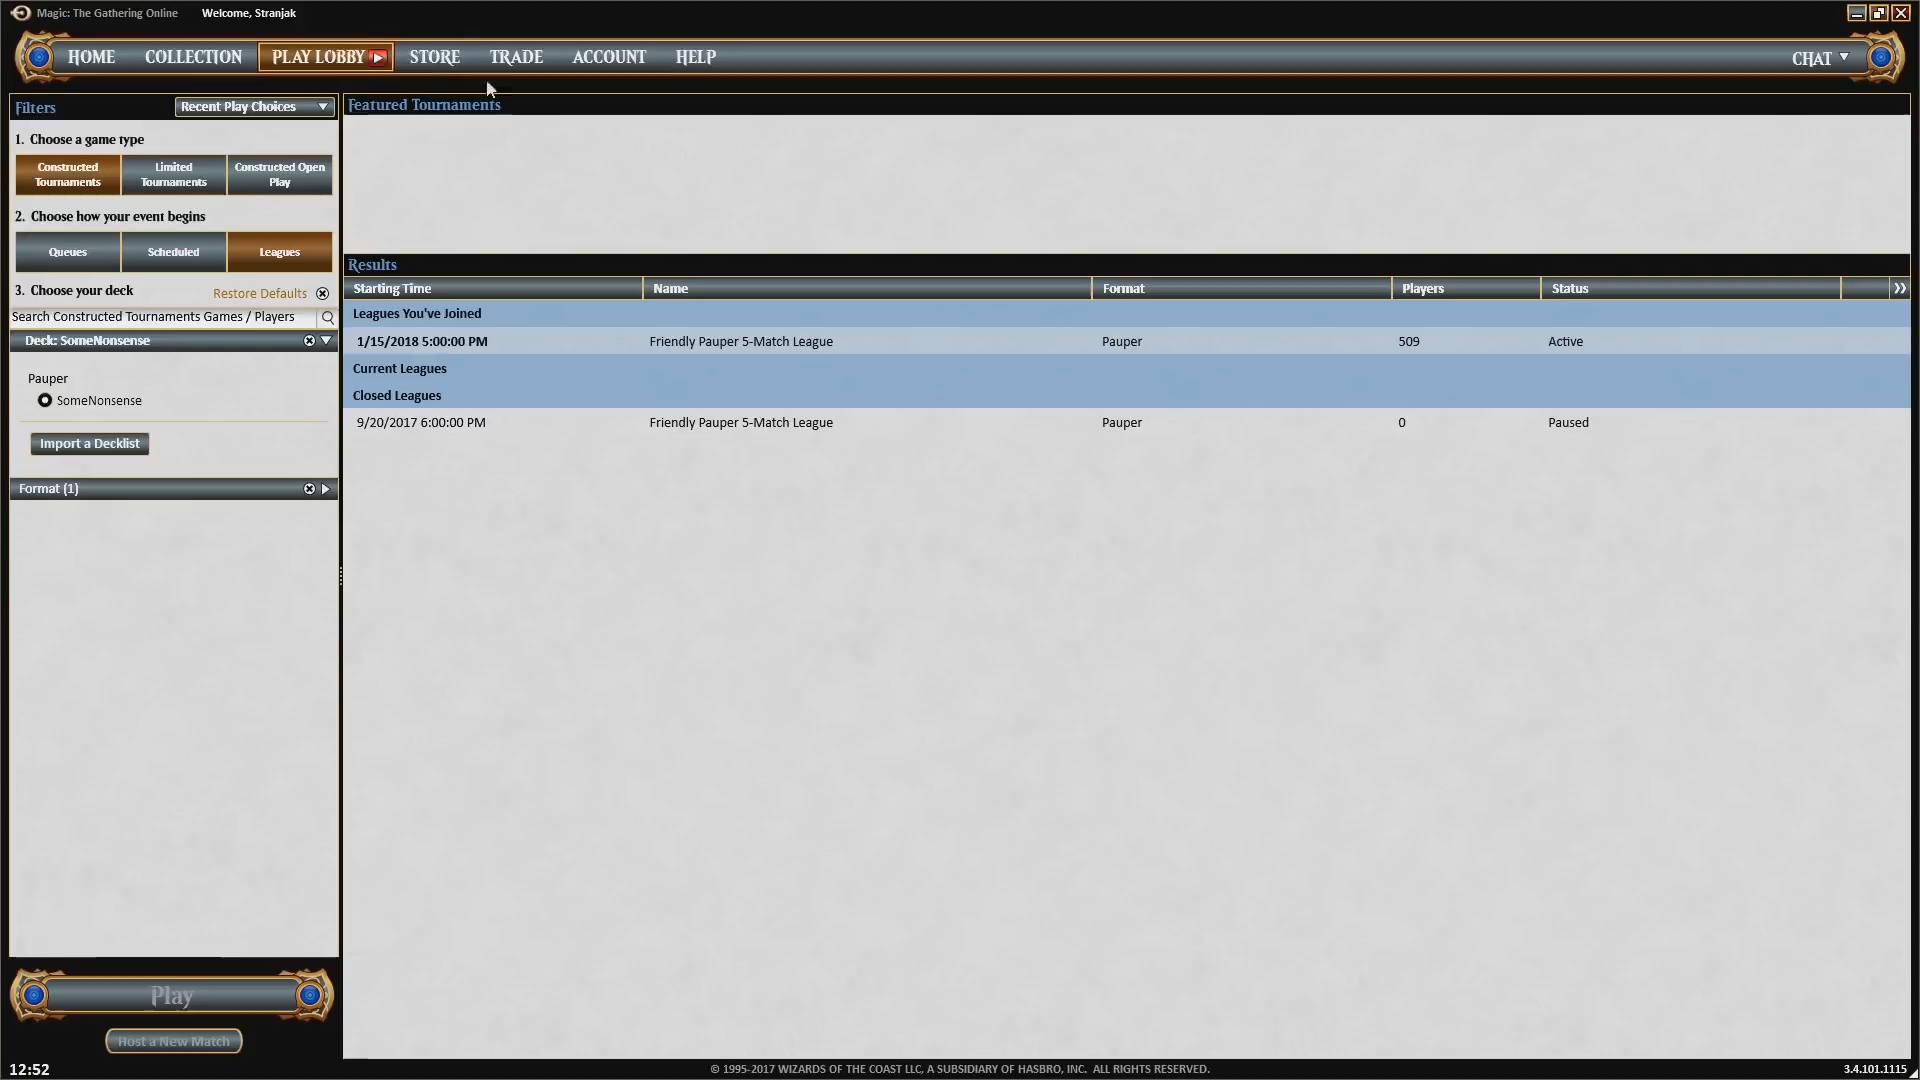 Magic: The Gathering Online Welcome, Stranjak
HOME COLLECTION PLAY LOBBY STORE TRADE ACCOUNT HELP CHAT
Filters Recent Play Choices
1. Choose a game type
Constructed Tournaments
Limited Tournaments
Constructed Open Play
2. Choose how your event begins
Queues Scheduled Leagues
3. Choose your deck Restore Defaults
Search Constructed Tournaments Games / Players
Deck: SomeNonsense
Pauper
SomeNonsense
Import a Decklist
Format (1)
Play
Host a New Match
12:52
Featured Tournaments
Results
Starting Time Name Format Players Status
Leagues You've Joined
1/15/2018 5:00:00 PM Friendly Pauper 5-Match League Pauper 509 Active
Current Leagues
Closed Leagues
9/20/2017 6:00:00 PM Friendly Pauper 5-Match League Pauper 0 Paused
© 1995-2017 WIZARDS OF THE COAST LLC, A SUBSIDIARY OF HASBRO, INC. ALL RIGHTS RESERVED.
3.4.101.1115